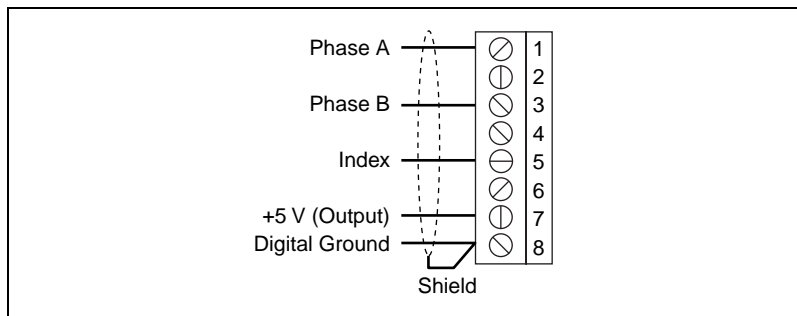 Phase A
1
2
Phase B
3
4
Index
5
6
+5 V (Output)
7
Digital Ground
8
Shield